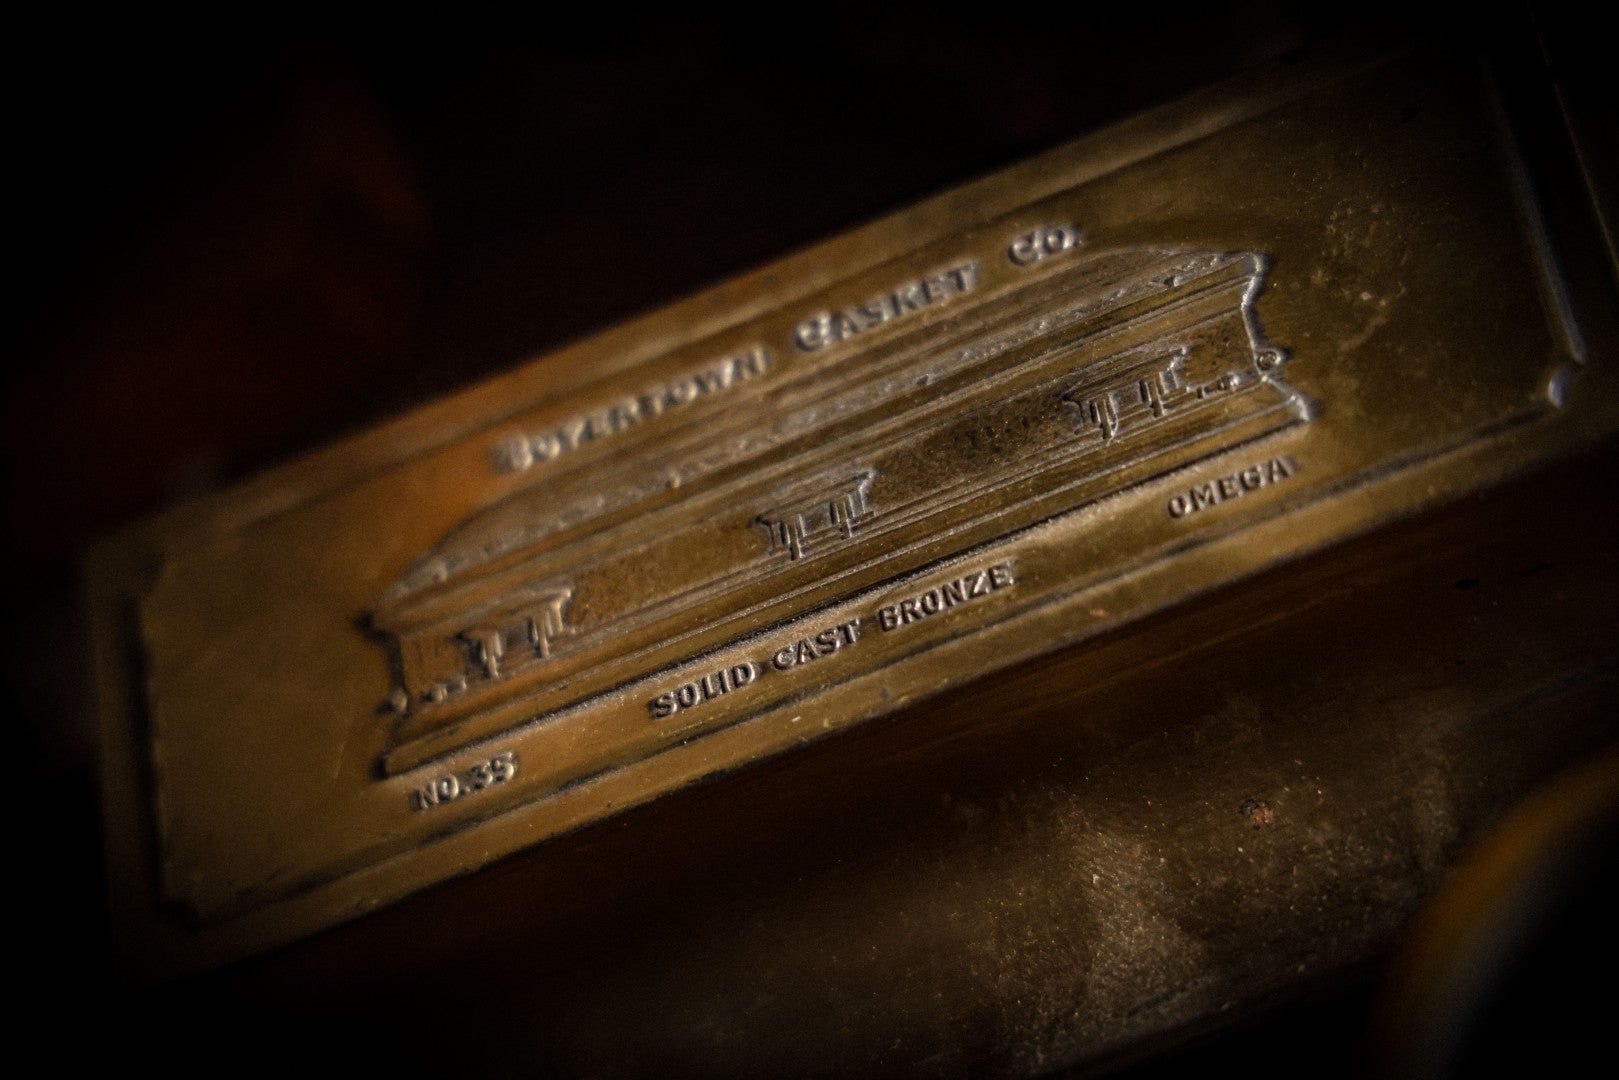 BOYERTOWN CASKET CO.
NO. 35 SOLID CAST BRONZE OMEGA